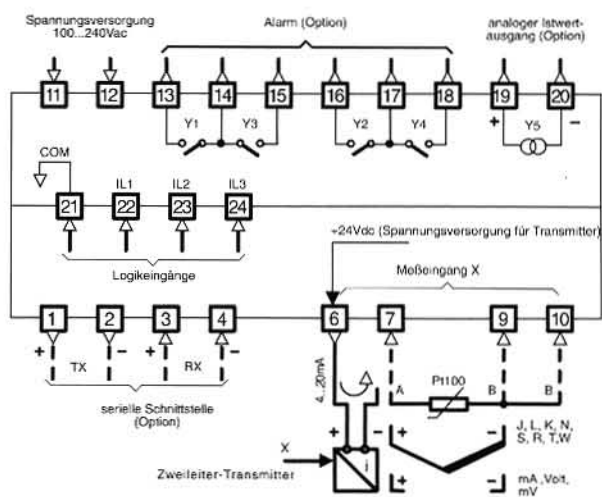 Spannungsversorgung
100...240Vac
Alarm (Option)
analoger Istwert-
ausgang (Option)
11 12 13 14 15 16 17 18 19 20
Y1 Y3 Y2 Y4 + Y5 -
COM
IL1 IL2 IL3
21 22 23 24
+24Vdc (Spannungsversorgung für Transmitter)
Logikeingänge
Meßeingang X
1 2 3 4 6 7 9 10
+ TX - + RX -
4...20mA
A Pt100 B B
serielle Schnittstelle
(Option)
+ - + - J, L, K, N,
S, R, T,W
X i
Zweileiter-Transmitter
+ - mA ,Volt,
mV